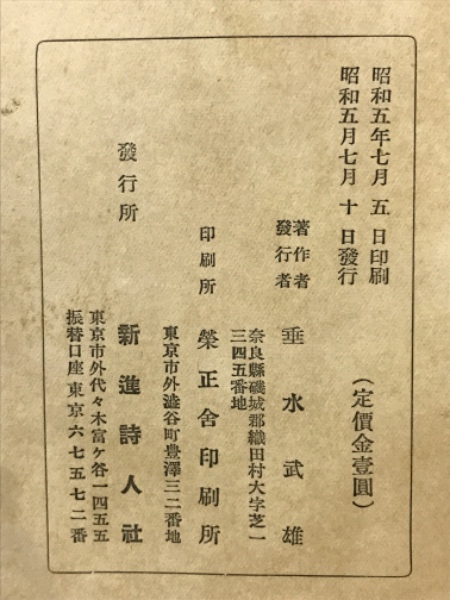 昭和五年七月五日印刷
昭和五月七月十日發行
(定價金壹圓)
著作者
發行者
垂水武雄
奈良縣磯城郡織田村大字芝一
三四五番地
印刷所
榮正舍印刷所
東京市外澁谷町豊澤三二番地
發行所
新進詩人社
東京市外代々木富ヶ谷一四五五
振替口座東京六七五七二番